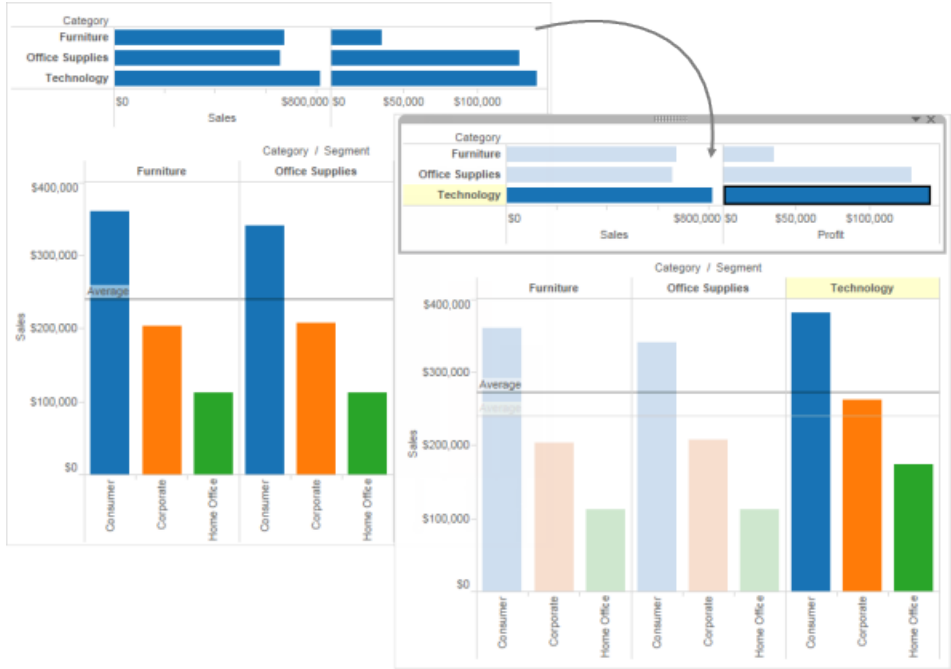 Category
Furniture
Office Supplies
Technology
$0 $800,000 $0 $50,000 $100,000
Sales
Category / Segment
Furniture Office Supplies
$400,000
$300,000
Average
$200,000
$100,000
$0
Sales
Consumer
Corporate
Home Office
Consumer
Corporate
Home Office
Category
Furniture
Office Supplies
Technology
$0 $800,000 $0 $50,000 $100,000
Sales Profit
Category / Segment
Furniture Office Supplies Technology
$400,000
$300,000
Average
Average
$200,000
$100,000
$0
Sales
Consumer
Corporate
Home Office
Consumer
Corporate
Home Office
Consumer
Corporate
Home Office